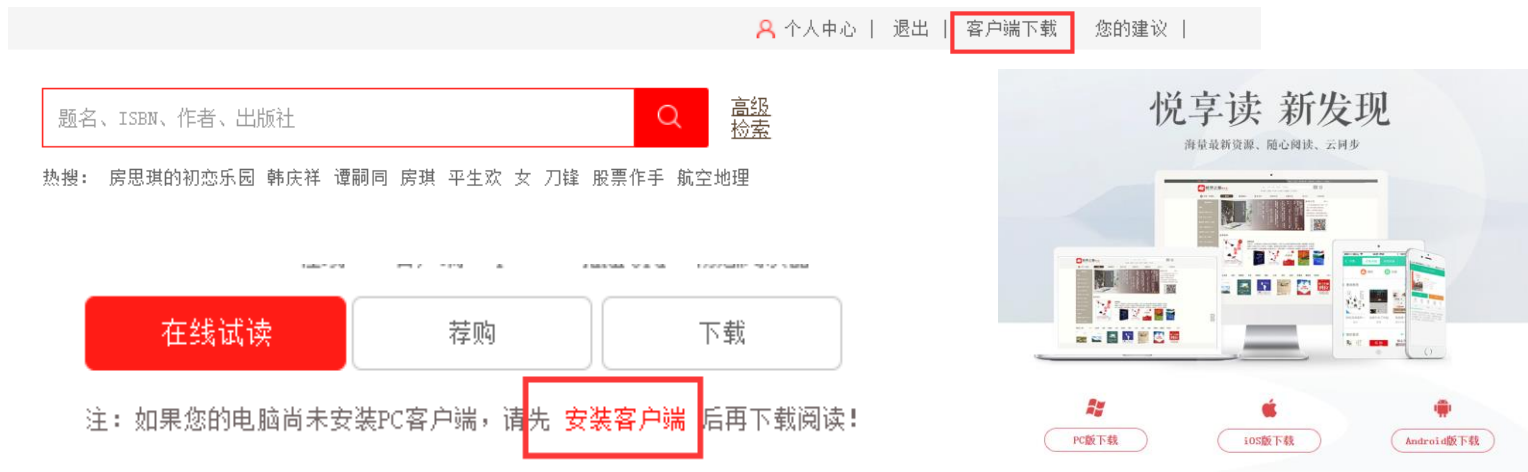 个人中心 | 退出 | 客户端下载 您的建议 |
题名、ISBN、作者、出版社
高级
检索
热搜： 房思琪的初恋乐园 韩庆祥 谭嗣同 房琪 平生欢 女 刀锋 股票作手 航空地理
在线试读 荐购 下载
注：如果您的电脑尚未安装PC客户端，请先 安装客户端 后再下载阅读！
悦享读 新发现
海量最新资源、随心阅读、云同步
PC版下载 iOS版下载 Android版下载